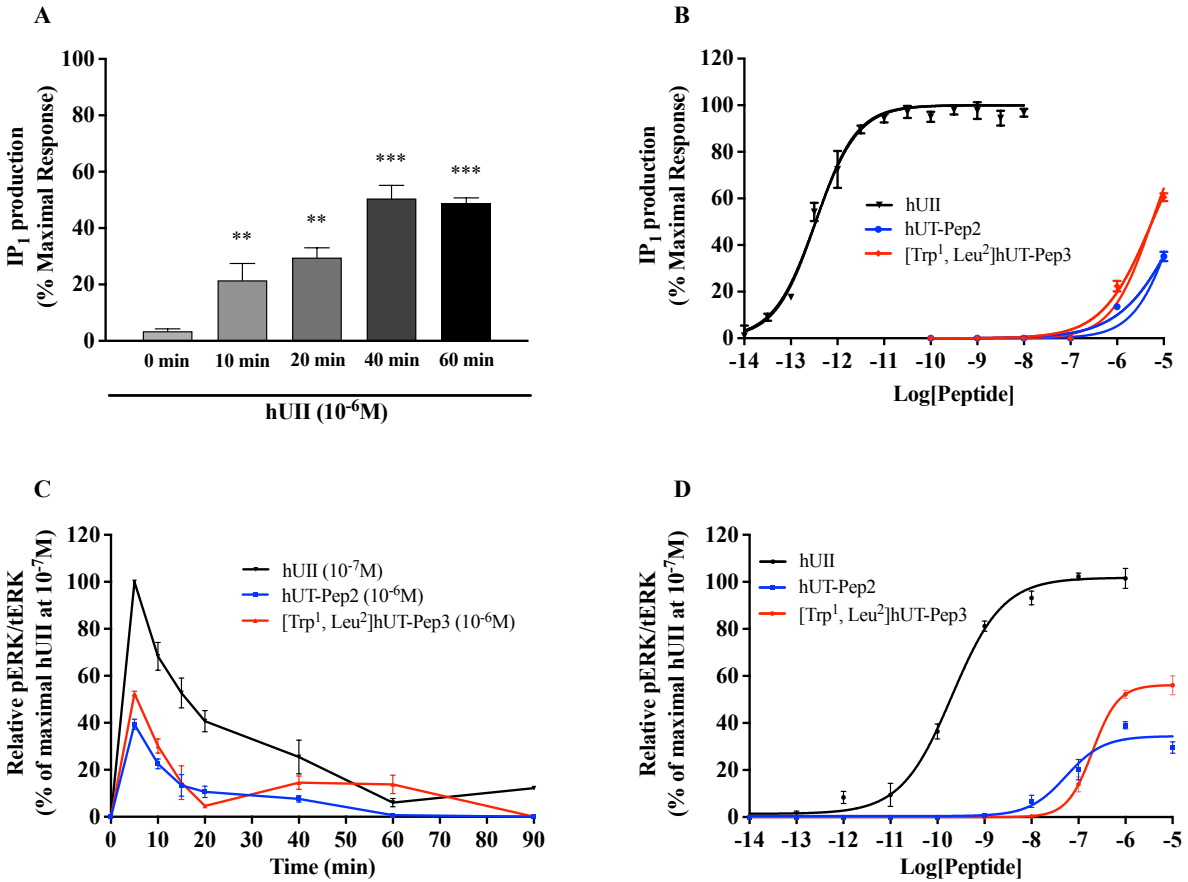 A
IP₁ production
(% Maximal Response)
100
80
60
40
20
0
**
**
***
***
0 min 10 min 20 min 40 min 60 min
hUII (10⁻⁶M)
B
IP₁ production
(% Maximal Response)
120
100
80
60
40
20
0
hUII
hUT-Pep2
[Trp¹, Leu²]hUT-Pep3
-14 -13 -12 -11 -10 -9 -8 -7 -6 -5
Log[Peptide]
C
Relative pERK/tERK
(% of maximal hUII at 10⁻⁷M)
120
100
80
60
40
20
0
hUII (10⁻⁷M)
hUT-Pep2 (10⁻⁶M)
[Trp¹, Leu²]hUT-Pep3 (10⁻⁶M)
0 10 20 30 40 50 60 70 80 90
Time (min)
D
Relative pERK/tERK
(% of maximal hUII at 10⁻⁷M)
120
100
80
60
40
20
0
hUII
hUT-Pep2
[Trp¹, Leu²]hUT-Pep3
-14 -13 -12 -11 -10 -9 -8 -7 -6 -5
Log[Peptide]